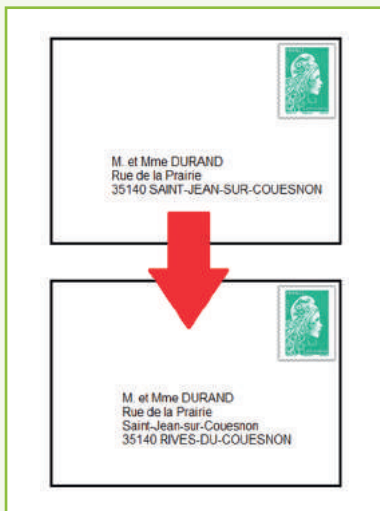 M. et Mme DURAND
Rue de la Prairie
35140 SAINT-JEAN-SUR-COUESNON
M. et Mme DURAND
Rue de la Prairie
Saint-Jean-sur-Couesnon
35140 RIVES-DU-COUESNON